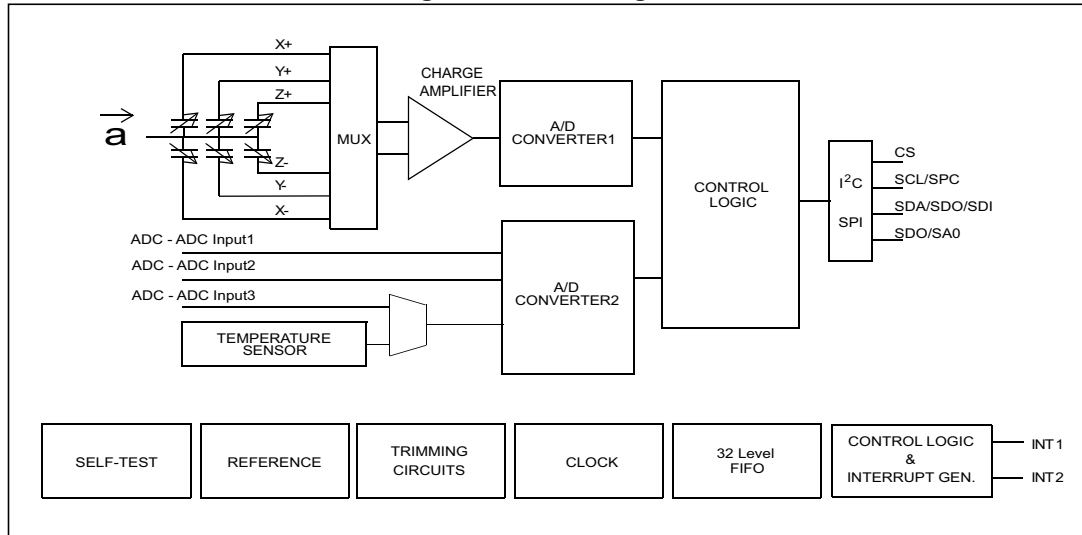 X+
Y+
Z+
CHARGE
AMPLIFIER
a
MUX
A/D
CONVERTER1
Z-
Y-
X-
CONTROL
LOGIC
I²C
SPI
CS
SCL/SPC
SDA/SDO/SDI
SDO/SA0
ADC - ADC Input1
ADC - ADC Input2
ADC - ADC Input3
A/D
CONVERTER2
TEMPERATURE
SENSOR
SELF-TEST
REFERENCE
TRIMMING
CIRCUITS
CLOCK
32 Level
FIFO
CONTROL LOGIC
&
INTERRUPT GEN.
INT1
INT2